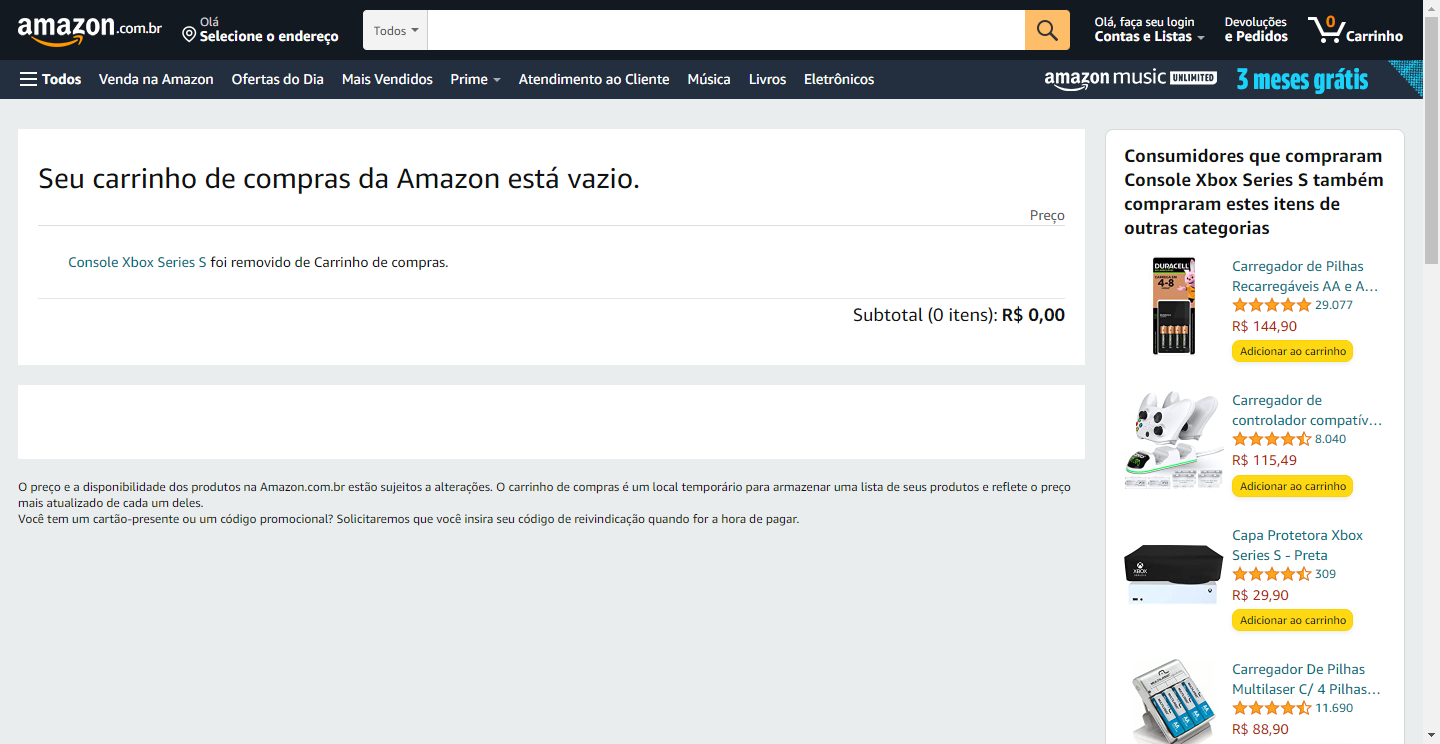 amazon.com.br
Olá
Selecione o endereço
Todos
Olá, faça seu login
Contas e Listas
Devoluções
e Pedidos
0
Carrinho
Todos
Venda na Amazon
Ofertas do Dia
Mais Vendidos
Prime
Atendimento ao Cliente
Música
Livros
Eletrônicos
amazon music UNLIMITED
3 meses grátis
Seu carrinho de compras da Amazon está vazio.
Preço
Console Xbox Series S foi removido de Carrinho de compras.
Subtotal (0 itens): R$ 0,00
O preço e a disponibilidade dos produtos na Amazon.com.br estão sujeitos a alterações. O carrinho de compras é um local temporário para armazenar uma lista de seus produtos e reflete o preço
mais atualizado de cada um deles.
Você tem um cartão-presente ou um código promocional? Solicitaremos que você insira seu código de reivindicação quando for a hora de pagar.
Consumidores que compraram
Console Xbox Series S também
compraram estes itens de
outras categorias
DURACELL
4-8
Carregador de Pilhas
Recarregáveis AA e A...
29.077
R$ 144,90
Adicionar ao carrinho
Carregador de
controlador compatív...
8.040
R$ 115,49
Adicionar ao carrinho
XBOX
Capa Protetora Xbox
Series S - Preta
309
R$ 29,90
Adicionar ao carrinho
Carregador De Pilhas
Multilaser C/ 4 Pilhas...
11.690
R$ 88,90